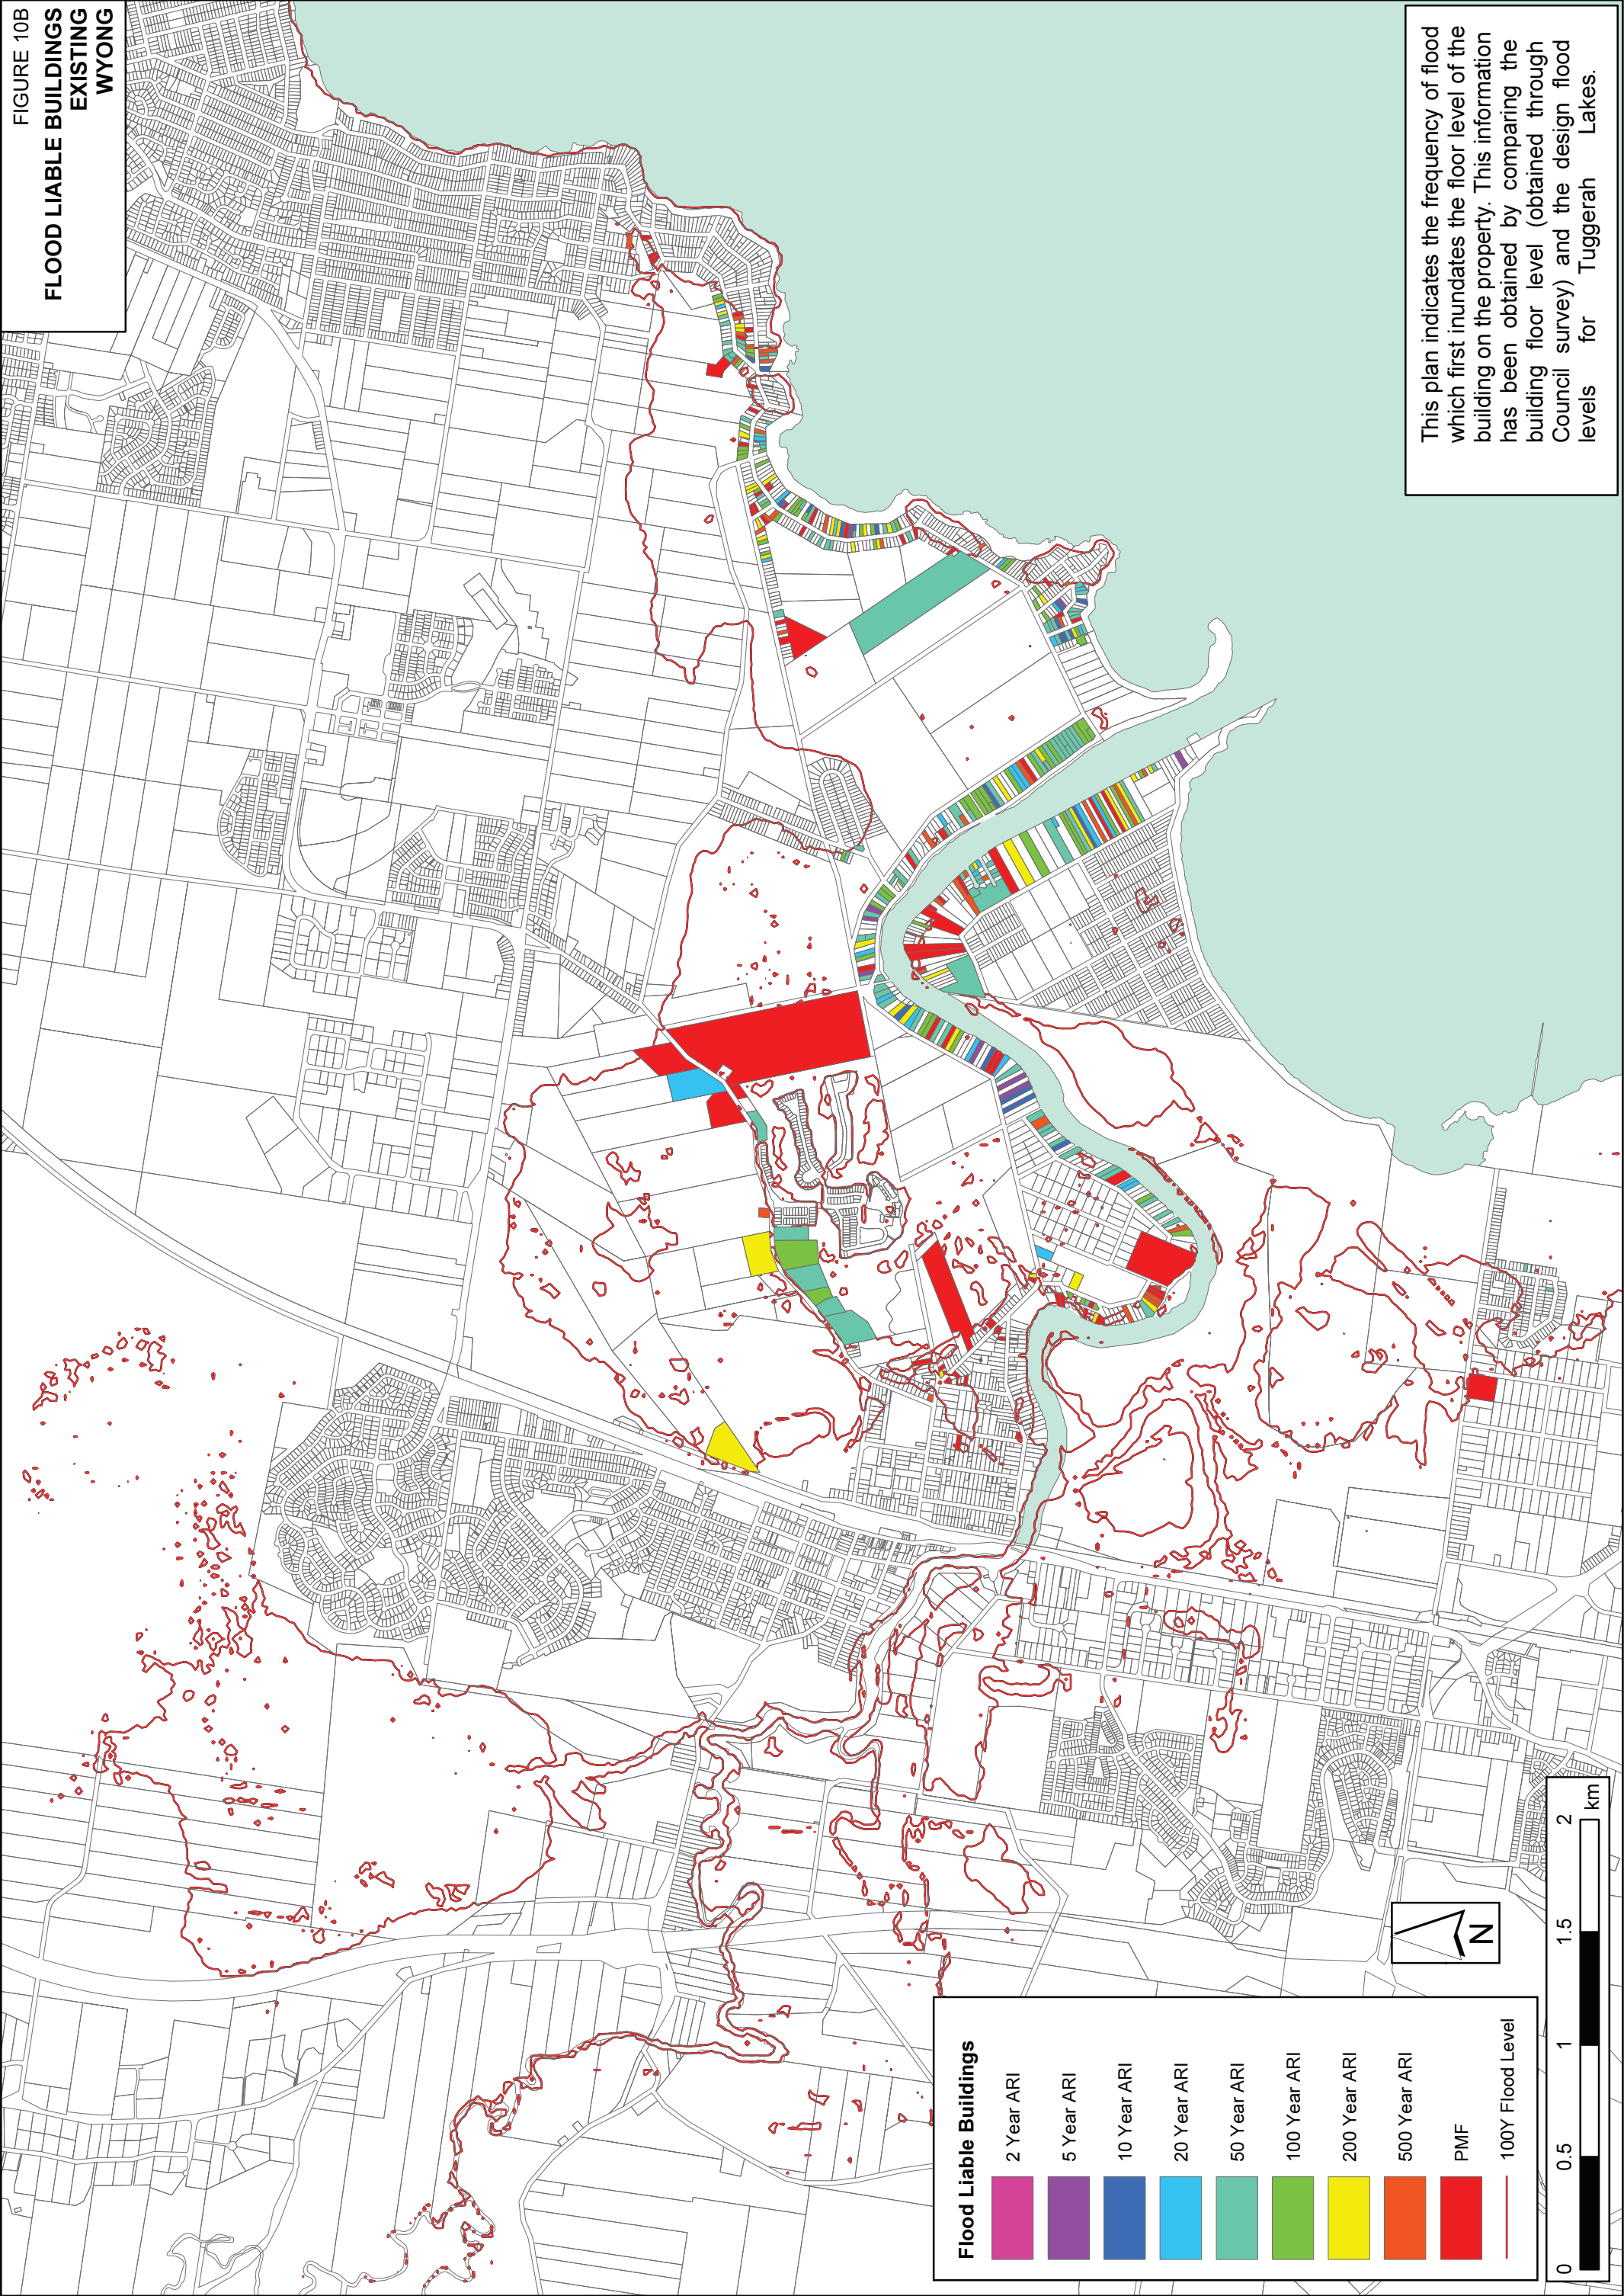 FIGURE 10B
FLOOD LIABLE BUILDINGS
EXISTING
WYONG
This plan indicates the frequency of flood
which first inundates the floor level of the
building on the property. This information
has been obtained by comparing the
building floor level (obtained through
Council survey) and the design flood
levels for Tuggerah Lakes.
Flood Liable Buildings
2 Year ARI
5 Year ARI
10 Year ARI
20 Year ARI
50 Year ARI
100 Year ARI
200 Year ARI
500 Year ARI
PMF
100Y Flood Level
N
0 0.5 1 1.5 2
km